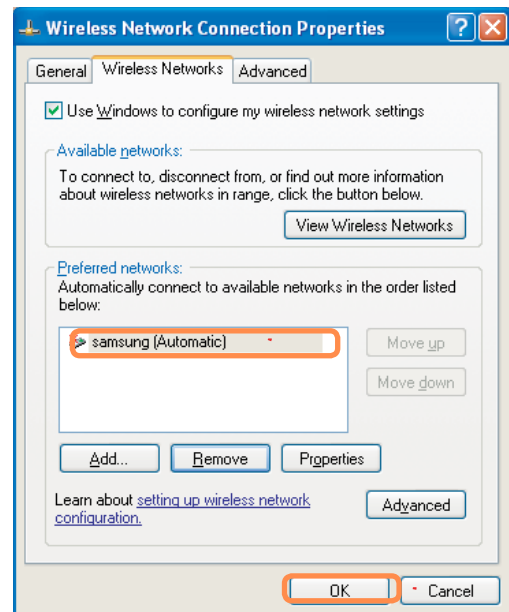 Wireless Network Connection Properties
General Wireless Networks Advanced
Use Windows to configure my wireless network settings
Available networks:
To connect to, disconnect from, or find out more information
about wireless networks in range, click the button below.
View Wireless Networks
Preferred networks:
Automatically connect to available networks in the order listed
below:
samsung (Automatic)
Move up
Move down
Add... Remove Properties
Learn about setting up wireless network
configuration.
Advanced
OK Cancel